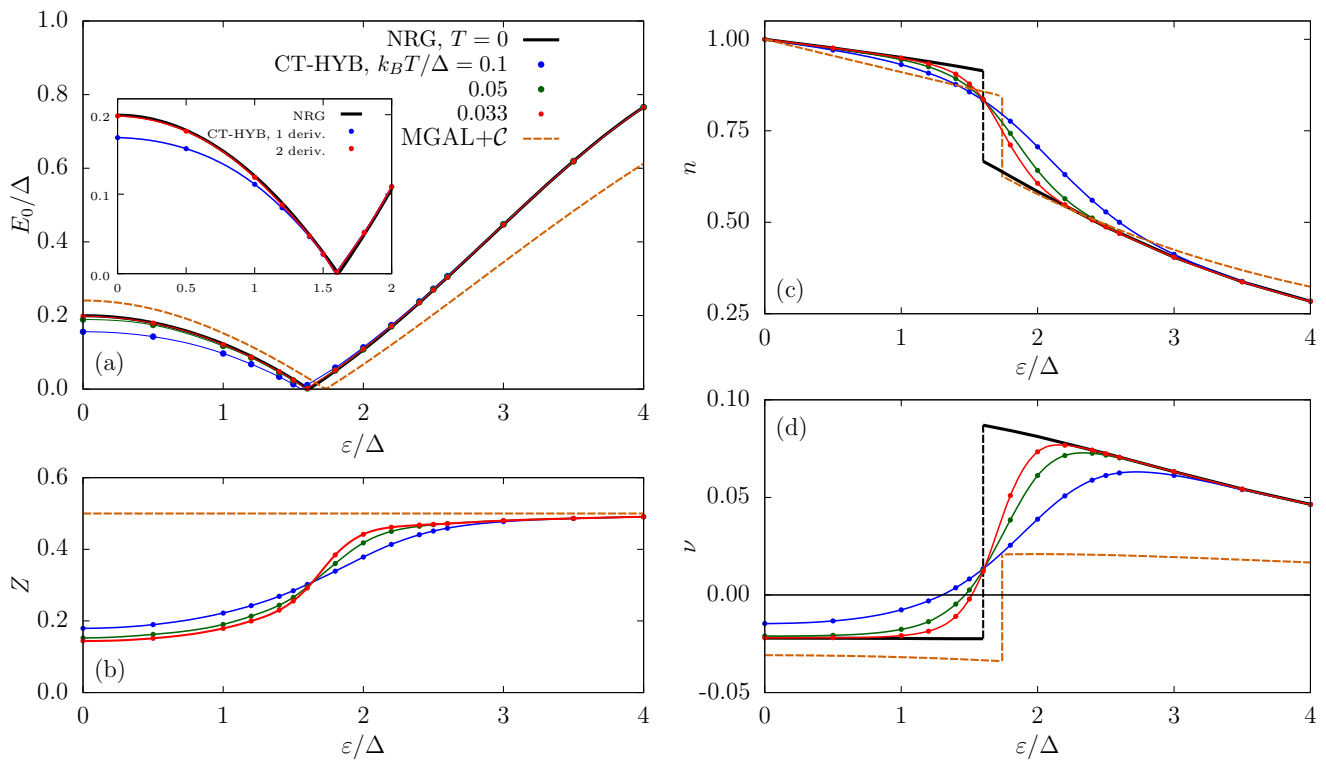 1.0
0.8
0.6
0.4
0.2
0.0
E₀/Δ
NRG, T = 0
CT-HYB, k_BT/Δ = 0.1
0.05
0.033
MGAL+𝒞
0.2
0.1
0.0
NRG
CT-HYB, 1 deriv.
2 deriv.
0 0.5 1 1.5 2
(a)
0 1 2 3 4
ε/Δ
0.6
0.4
0.2
0.0
Z
(b)
0 1 2 3 4
ε/Δ
1.00
0.75
0.50
0.25
n
(c)
0 1 2 3 4
ε/Δ
0.10
0.05
0.00
-0.05
ν
(d)
0 1 2 3 4
ε/Δ